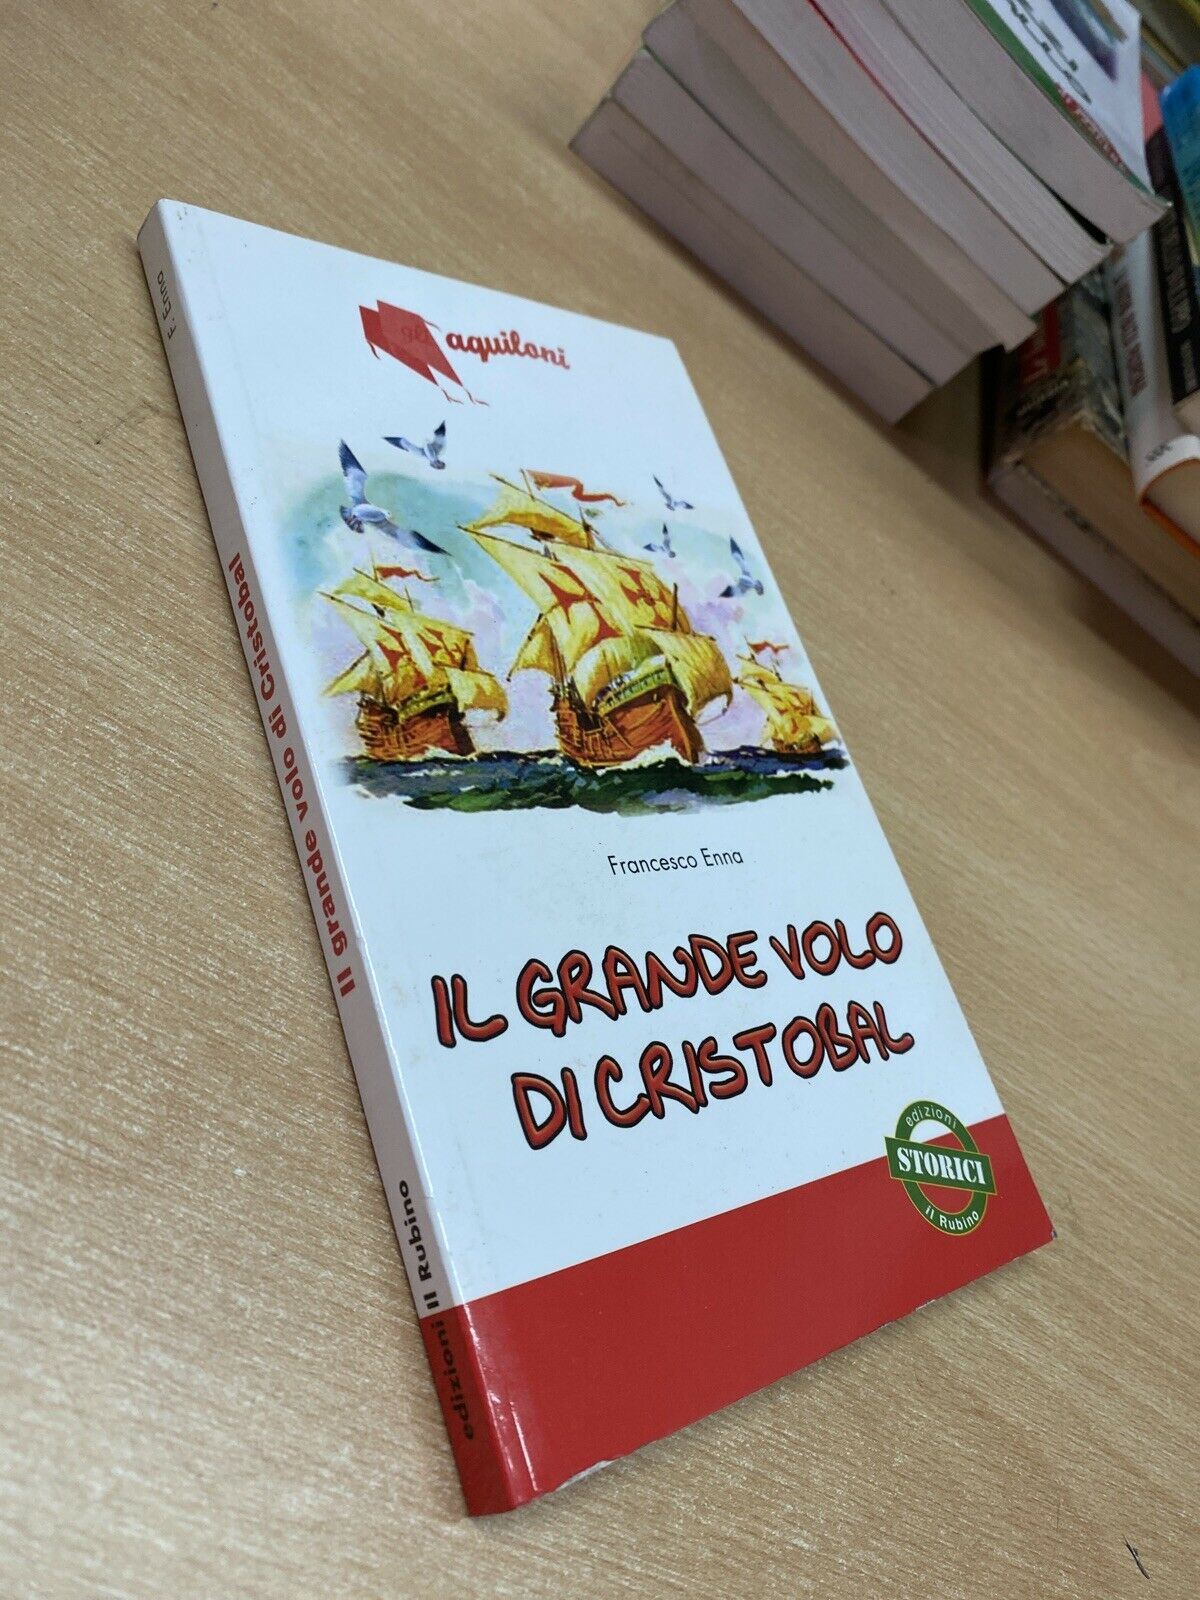 gli aquiloni
Francesco Enna
IL GRANDE VOLO
DI CRISTOBAL
edizioni
STORICI
il Rubino
F. Enna
Il grande volo di Cristobal
edizioni Il Rubino